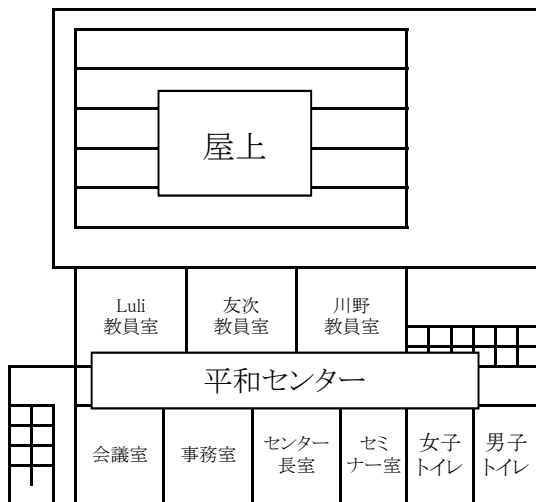 屋上
Luli
教員室
友次
教員室
川野
教員室
平和センター
会議室
事務室
センター
長室
セミ
ナー室
女子
トイレ
男子
トイレ